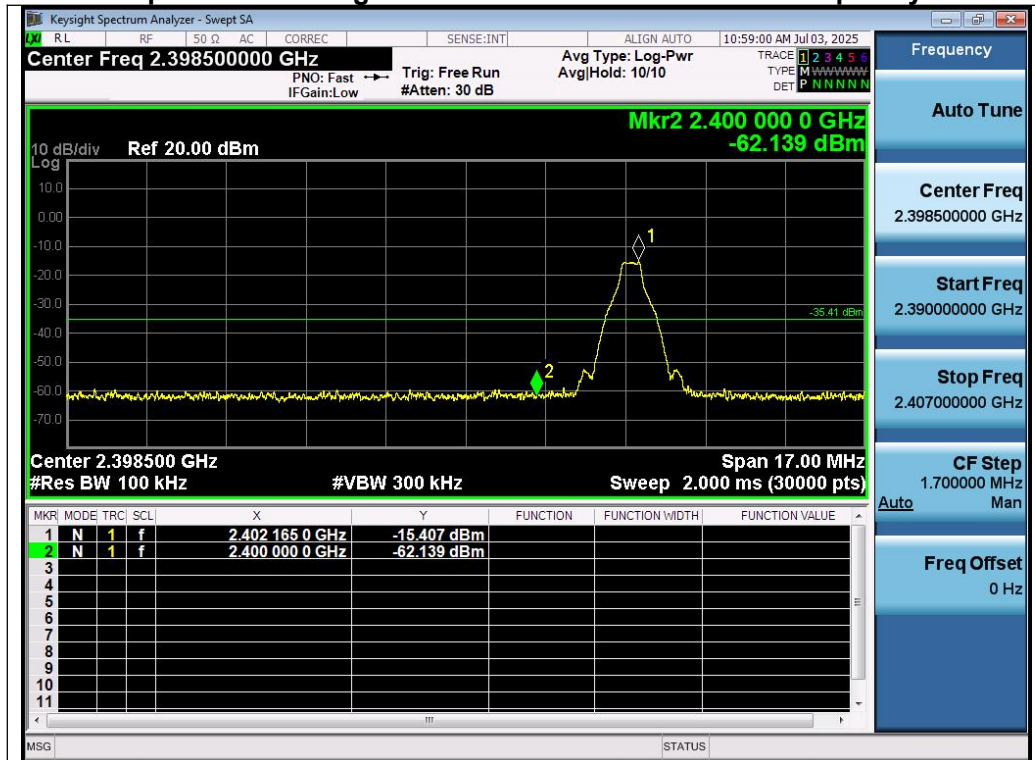 Keysight Spectrum Analyzer - Swept SA
LXI RL RF 50 Ω AC CORREC SENSE:INT ALIGN AUTO 10:59:00 AM Jul 03, 2025
Center Freq 2.398500000 GHz
PNO: Fast
IFGain:Low
Trig: Free Run
#Atten: 30 dB
Avg Type: Log-Pwr
Avg|Hold: 10/10
TRACE 1 2 3 4 5 6
TYPE M WWWWW
DET P N N N N N
Mkr2 2.400 000 0 GHz
-62.139 dBm
10 dB/div Ref 20.00 dBm
Log
10.0
0.00
-10.0
-20.0
-30.0
-40.0
-50.0
-60.0
-70.0
1
-35.41 dBm
2
Center 2.398500 GHz Span 17.00 MHz
#Res BW 100 kHz #VBW 300 kHz Sweep 2.000 ms (30000 pts)
MKR MODE TRC SCL X Y FUNCTION FUNCTION WIDTH FUNCTION VALUE
1 N 1 f 2.402 165 0 GHz -15.407 dBm
2 N 1 f 2.400 000 0 GHz -62.139 dBm
3
4
5
6
7
8
9
10
11
MSG STATUS
Frequency
Auto Tune
Center Freq
2.398500000 GHz
Start Freq
2.390000000 GHz
Stop Freq
2.407000000 GHz
CF Step
1.700000 MHz
Auto Man
Freq Offset
0 Hz